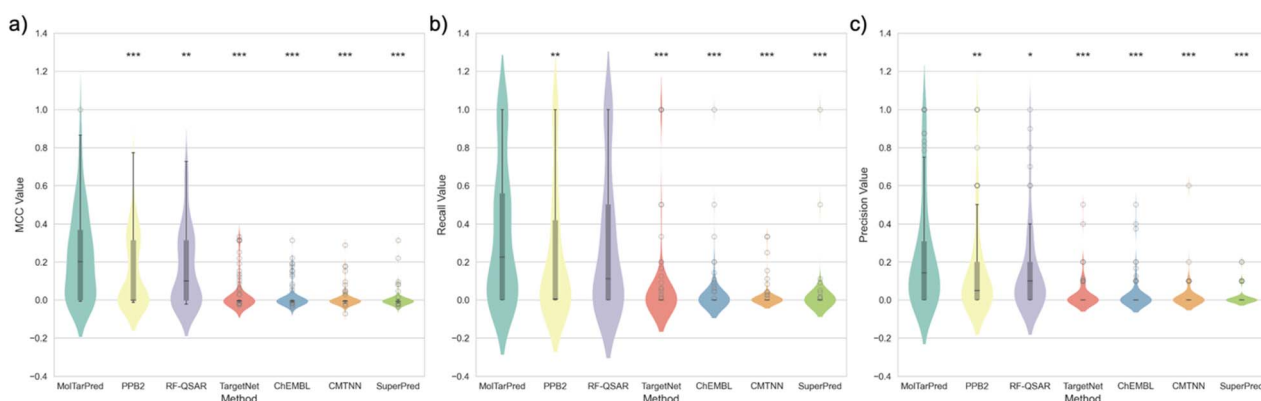 a)
*** ** *** *** *** ***
1.4
1.2
1.0
0.8
0.6
0.4
0.2
0.0
−0.2
−0.4
MCC Value
MolTarPred PPB2 RF-QSAR TargetNet ChEMBL CMTNN SuperPred
Method
b)
** *** *** *** ***
1.4
1.2
1.0
0.8
0.6
0.4
0.2
0.0
−0.2
−0.4
Recall Value
MolTarPred PPB2 RF-QSAR TargetNet ChEMBL CMTNN SuperPred
Method
c)
** * *** *** *** ***
1.4
1.2
1.0
0.8
0.6
0.4
0.2
0.0
−0.2
−0.4
Precision Value
MolTarPred PPB2 RF-QSAR TargetNet ChEMBL CMTNN SuperPred
Method